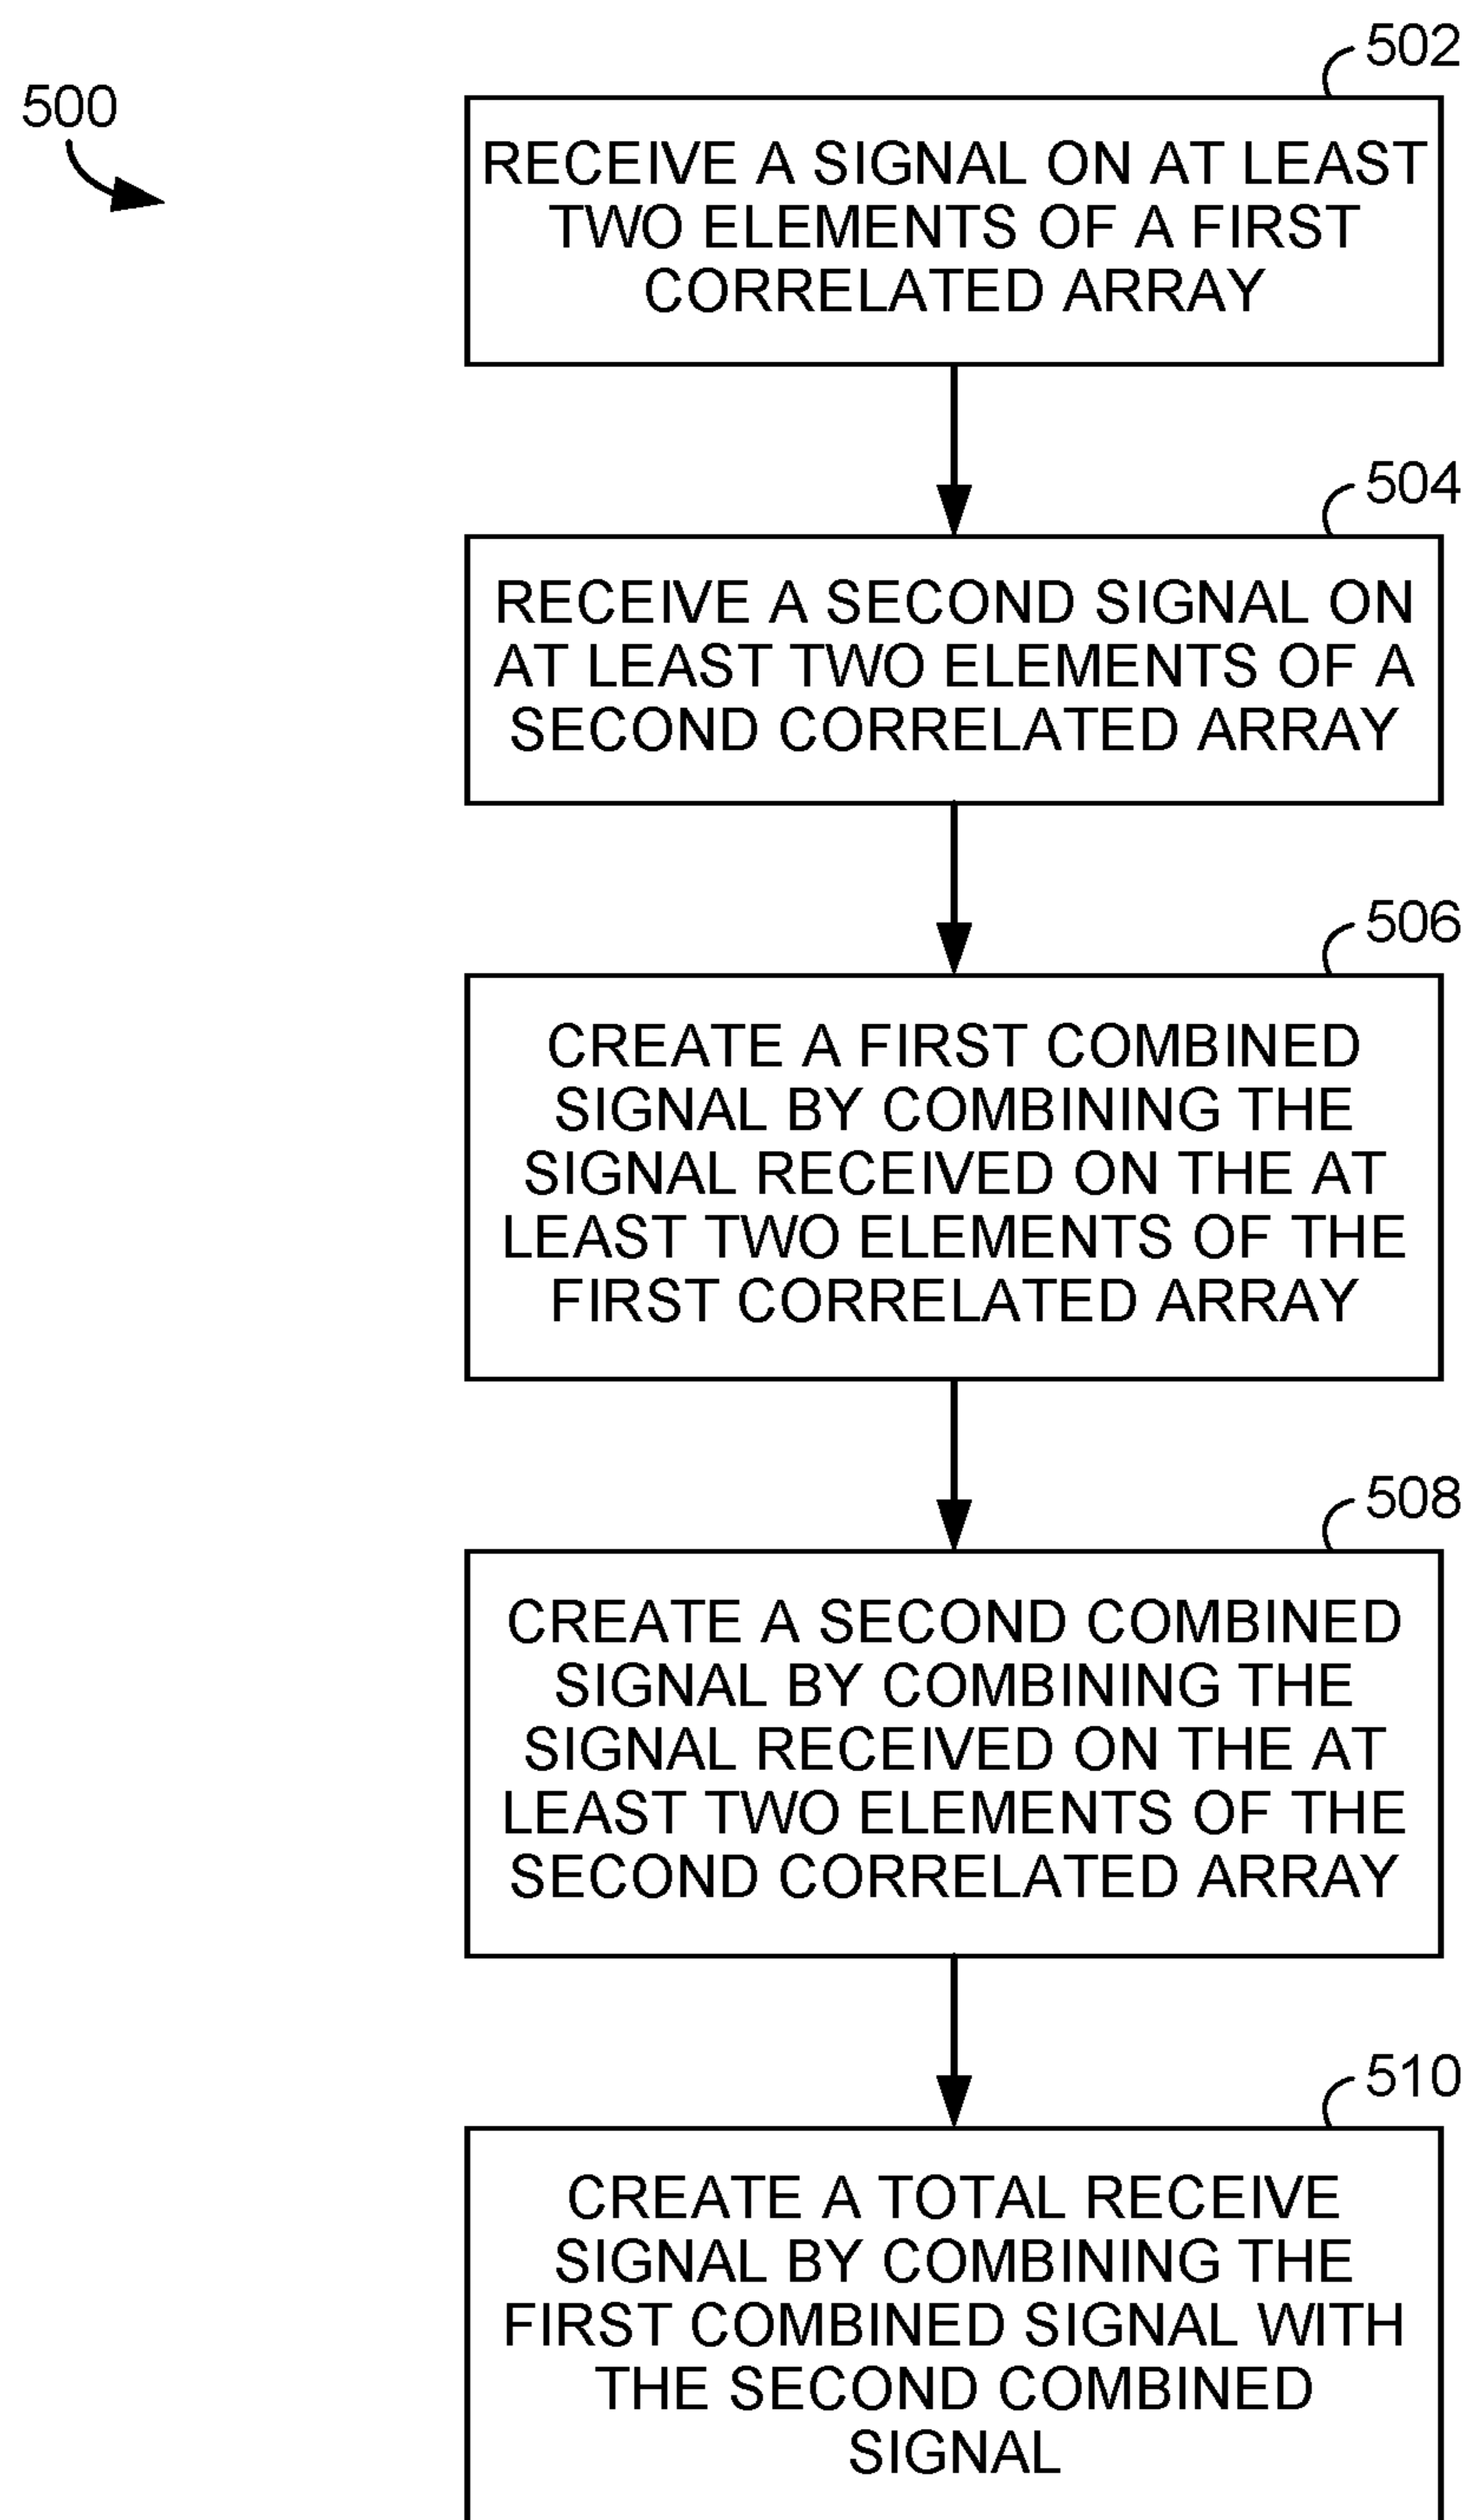 502
500
RECEIVE A SIGNAL ON AT LEAST
TWO ELEMENTS OF A FIRST
CORRELATED ARRAY
504
RECEIVE A SECOND SIGNAL ON
AT LEAST TWO ELEMENTS OF A
SECOND CORRELATED ARRAY
506
CREATE A FIRST COMBINED
SIGNAL BY COMBINING THE
SIGNAL RECEIVED ON THE AT
LEAST TWO ELEMENTS OF THE
FIRST CORRELATED ARRAY
508
CREATE A SECOND COMBINED
SIGNAL BY COMBINING THE
SIGNAL RECEIVED ON THE AT
LEAST TWO ELEMENTS OF THE
SECOND CORRELATED ARRAY
510
CREATE A TOTAL RECEIVE
SIGNAL BY COMBINING THE
FIRST COMBINED SIGNAL WITH
THE SECOND COMBINED
SIGNAL